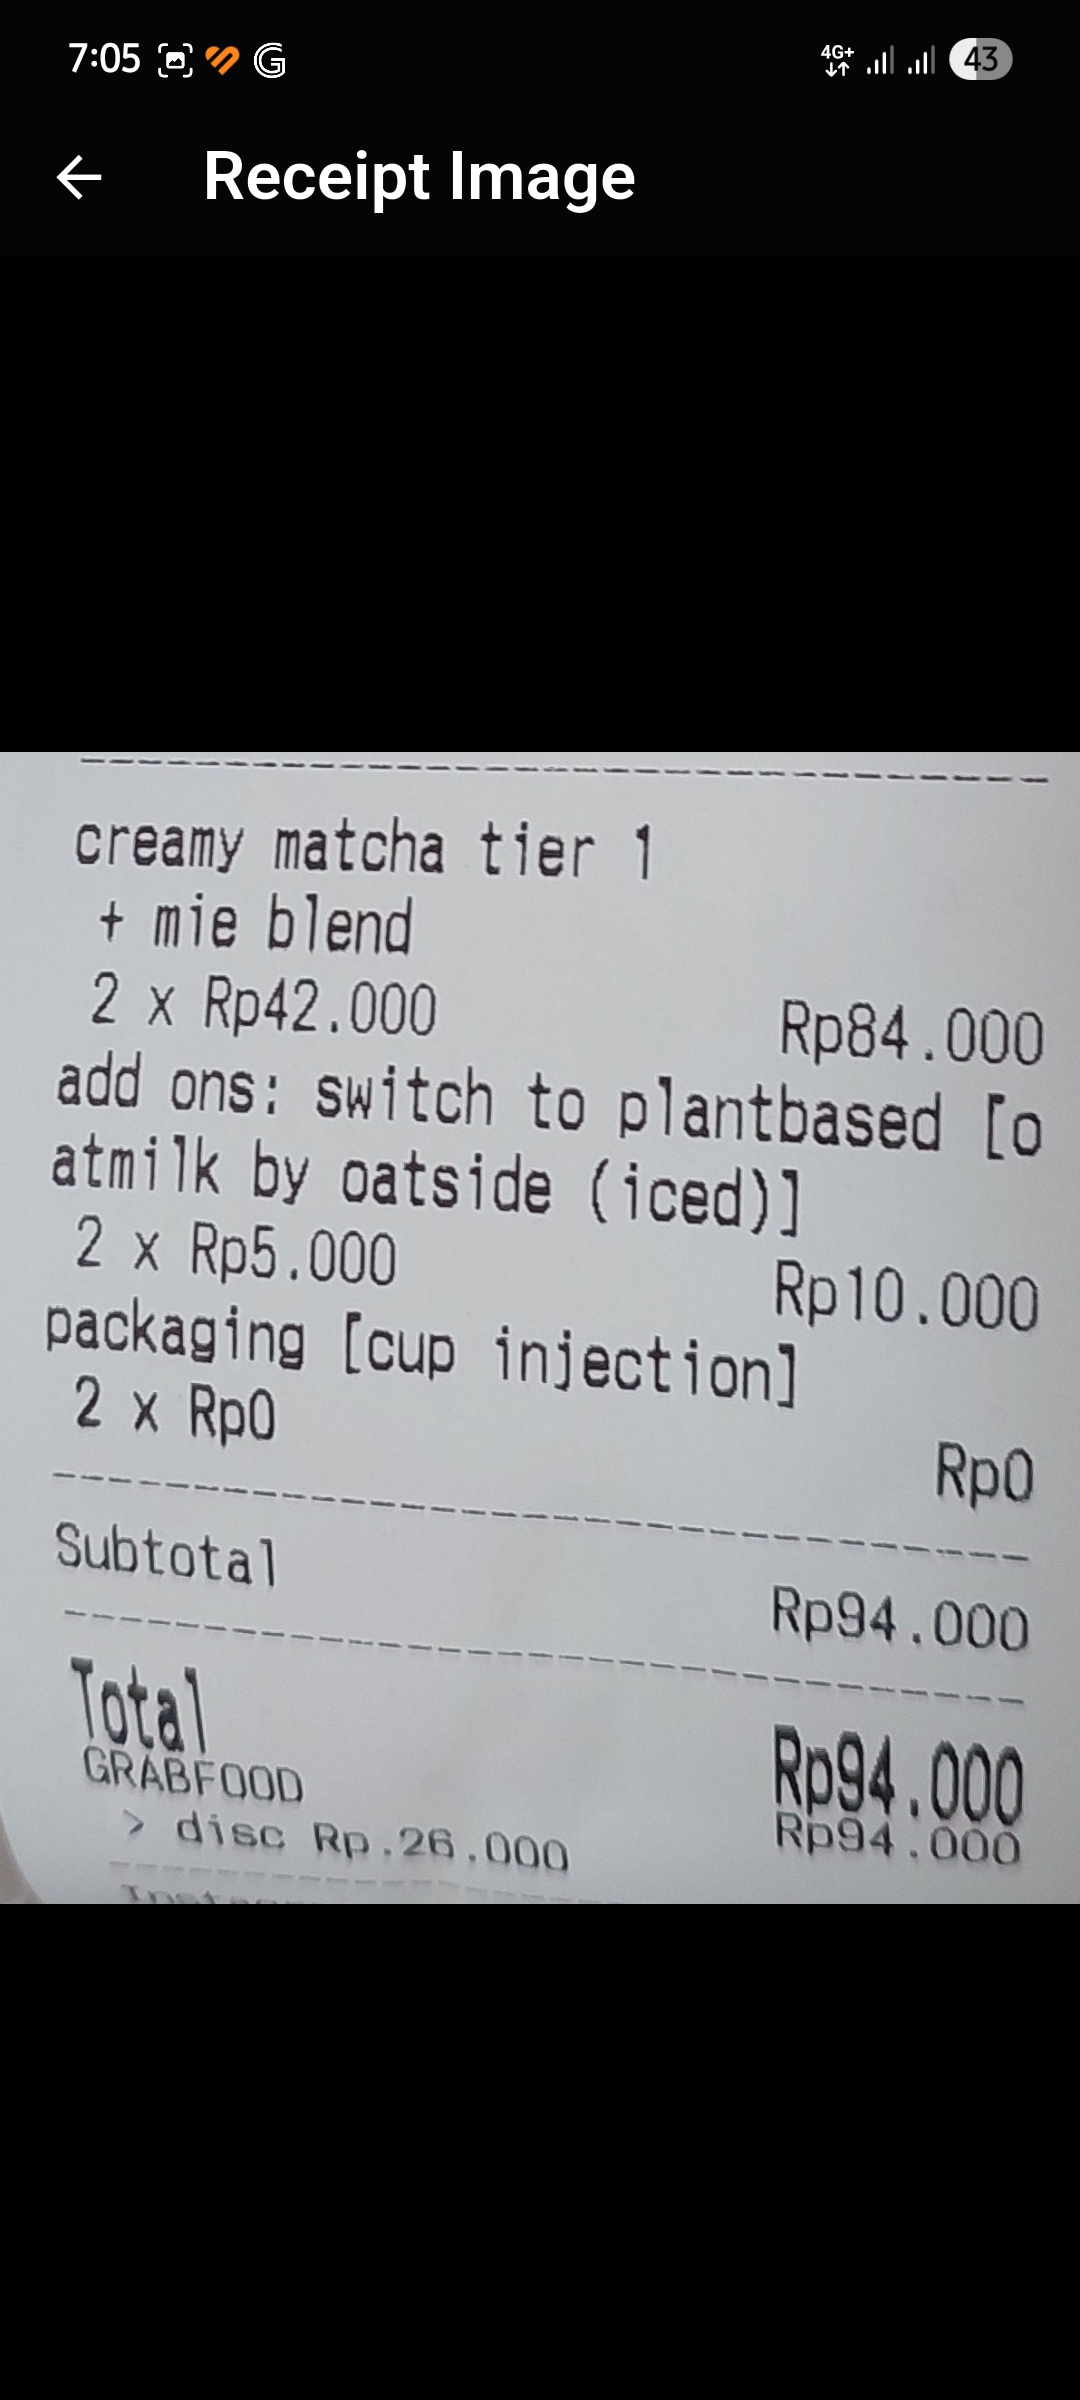 7:05
4G+
43
Receipt Image
creamy matcha tier 1
+ mie blend
2 x Rp42.000 Rp84.000
add ons: switch to plantbased [o
atmilk by oatside (iced)]
2 x Rp5.000 Rp10.000
packaging [cup injection]
2 x Rp0 Rp0
Subtotal Rp94.000
Total Rp94.000
GRABFOOD Rp94.000
> disc Rp.26.000